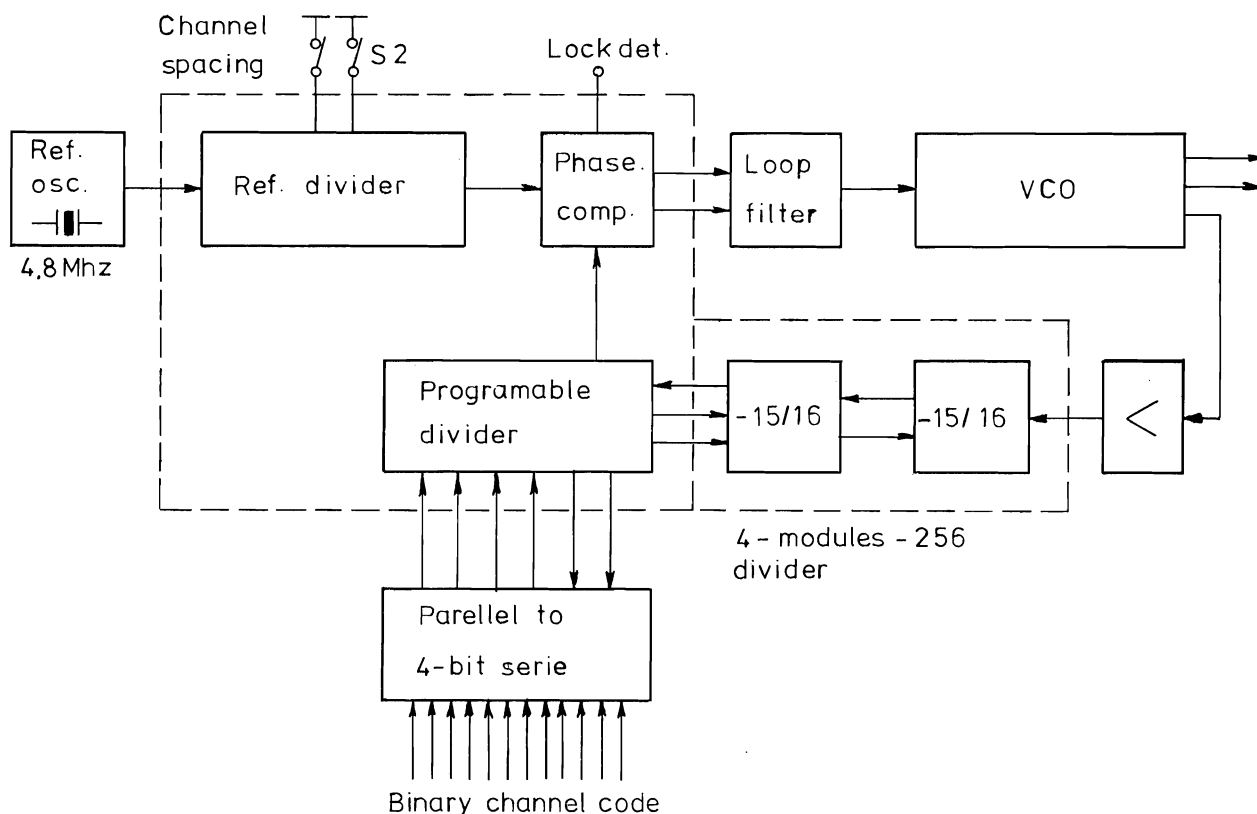 Channel
spacing
S2
Lock det.
Ref.
osc.
4,8 Mhz
Ref. divider
Phase.
comp.
Loop
filter
VCO
Programable
divider
-15/16
-15/16
<
4-modules-256
divider
Parellel to
4-bit serie
Binary channel code